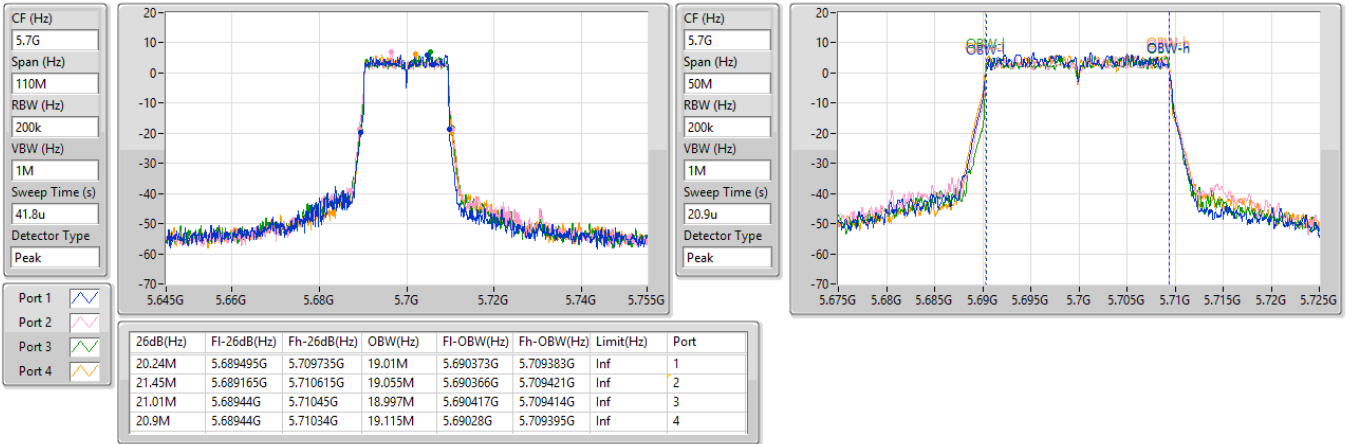 CF (Hz)
5.7G
Span (Hz)
110M
RBW (Hz)
200k
VBW (Hz)
1M
Sweep Time (s)
41.8u
Detector Type
Peak
20-
10-
0-
-10-
-20-
-30-
-40-
-50-
-60-
-70-
5.645G 5.66G 5.68G 5.7G 5.72G 5.74G 5.755G
CF (Hz)
5.7G
Span (Hz)
50M
RBW (Hz)
200k
VBW (Hz)
1M
Sweep Time (s)
20.9u
Detector Type
Peak
20-
10-
0-
-10-
-20-
-30-
-40-
-50-
-60-
-70-
OBW-l OBW-h
5.675G 5.68G 5.685G 5.69G 5.695G 5.7G 5.705G 5.71G 5.715G 5.72G 5.725G
Port 1
Port 2
Port 3
Port 4
26dB(Hz) Fl-26dB(Hz) Fh-26dB(Hz) OBW(Hz) Fl-OBW(Hz) Fh-OBW(Hz) Limit(Hz) Port
20.24M 5.689495G 5.709735G 19.01M 5.690373G 5.709383G Inf 1
21.45M 5.689165G 5.710615G 19.055M 5.690366G 5.709421G Inf 2
21.01M 5.68944G 5.71045G 18.997M 5.690417G 5.709414G Inf 3
20.9M 5.68944G 5.71034G 19.115M 5.69028G 5.709395G Inf 4